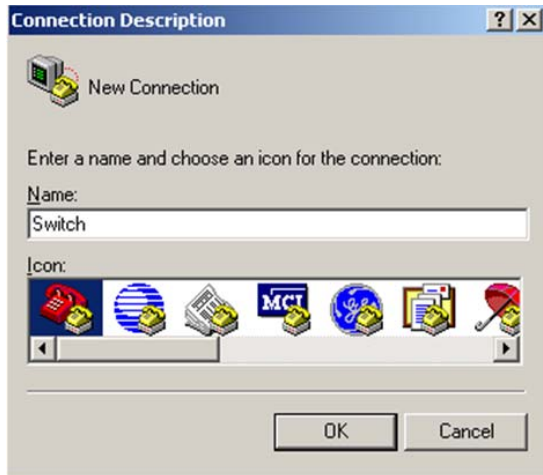 Connection Description
New Connection
Enter a name and choose an icon for the connection:
Name:
Switch
Icon:
MCI
OK
Cancel